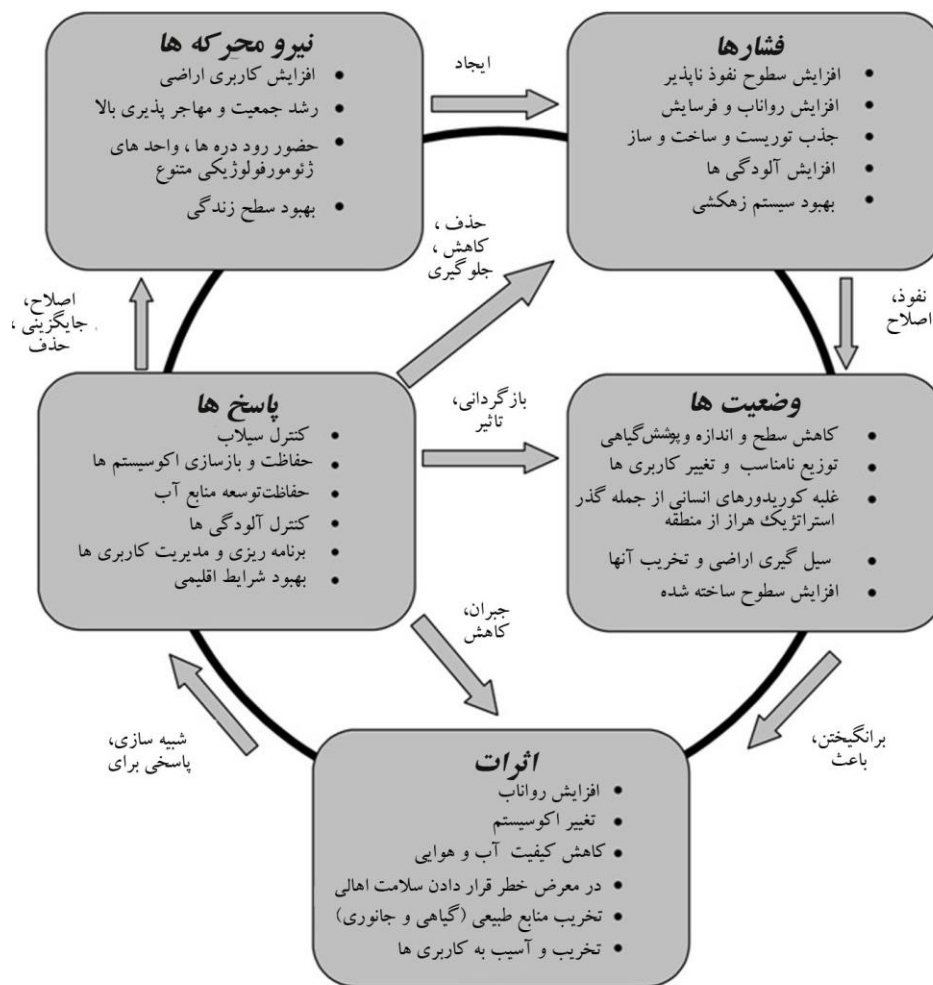 نیرو محرکه ها
افزایش کاربری اراضی
رشد جمعیت و مهاجر پذیری بالا
حضور رود دره ها ، واحد های
ژئومورفولوژیکی متنوع
بهبود سطح زندگی
ایجاد
فشارها
افزایش سطوح نفوذ ناپذیر
افزایش رواناب و فرسایش
جذب توریست و ساخت و ساز
افزایش آلودگی ها
بهبود سیستم زهکشی
حذف ،
کاهش ،
جلوگیری
نفوذ،
اصلاح
اصلاح،
جایگزینی ،
حذف
پاسخ ها
کنترل سیلاب
حفاظت و بازسازی اکوسیستم ها
حفاظت‌توسعه منابع آب
کنترل آلودگی ها
برنامه ریزی و مدیریت کاربری ها
بهبود شرایط اقلیمی
بازگردانی،
تاثیر
وضعیت ها
کاهش سطح و اندازه و پوشش‌گیاهی
توزیع نامناسب و تغییر کاربری ها
غلبه کوریدورهای انسانی از جمله گذر
استراتژیک هراز از منطقه
سیل گیری اراضی و تخریب آنها
افزایش سطوح ساخته شده
جبران،
کاهش
برانگیختن،
باعث
شبیه سازی،
پاسخی برای
اثرات
افزایش رواناب
تغییر اکوسیستم
کاهش کیفیت آب و هوایی
در معرض خطر قرار دادن سلامت اهالی
تخریب منابع طبیعی (گیاهی و جانوری)
تخریب و آسیب به کاربری ها